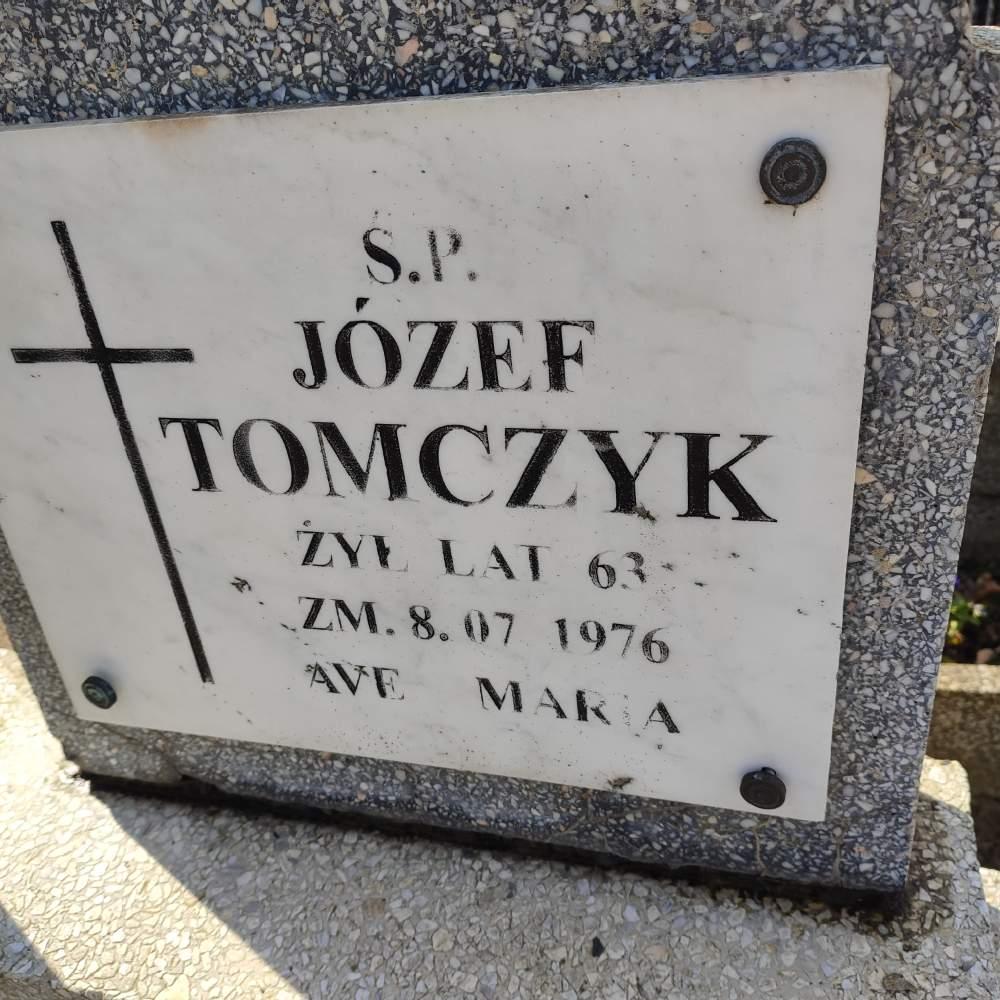 Ś.P.
JÓZEF
TOMCZYK
ŻYŁ LAT 63
ZM. 8.07 1976
AVE MARIA